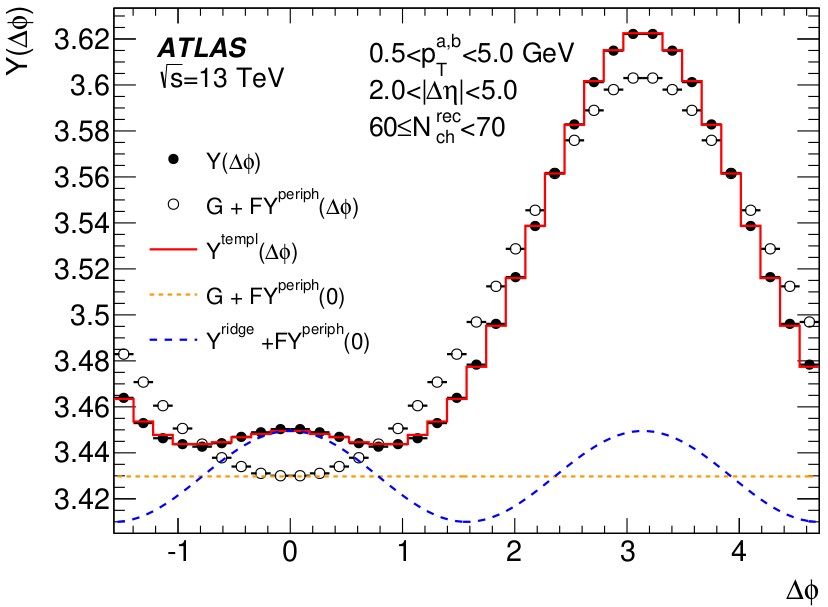 Y(Δϕ)
3.62
3.6
3.58
3.56
3.54
3.52
3.5
3.48
3.46
3.44
3.42
ATLAS
√s=13 TeV
0.5<p_T^{a,b}<5.0 GeV
2.0<|Δη|<5.0
60≤N_{ch}^{rec}<70
Y(Δϕ)
G + FY^{periph}(Δϕ)
Y^{templ}(Δϕ)
G + FY^{periph}(0)
Y^{ridge} +FY^{periph}(0)
-1 0 1 2 3 4
Δϕ